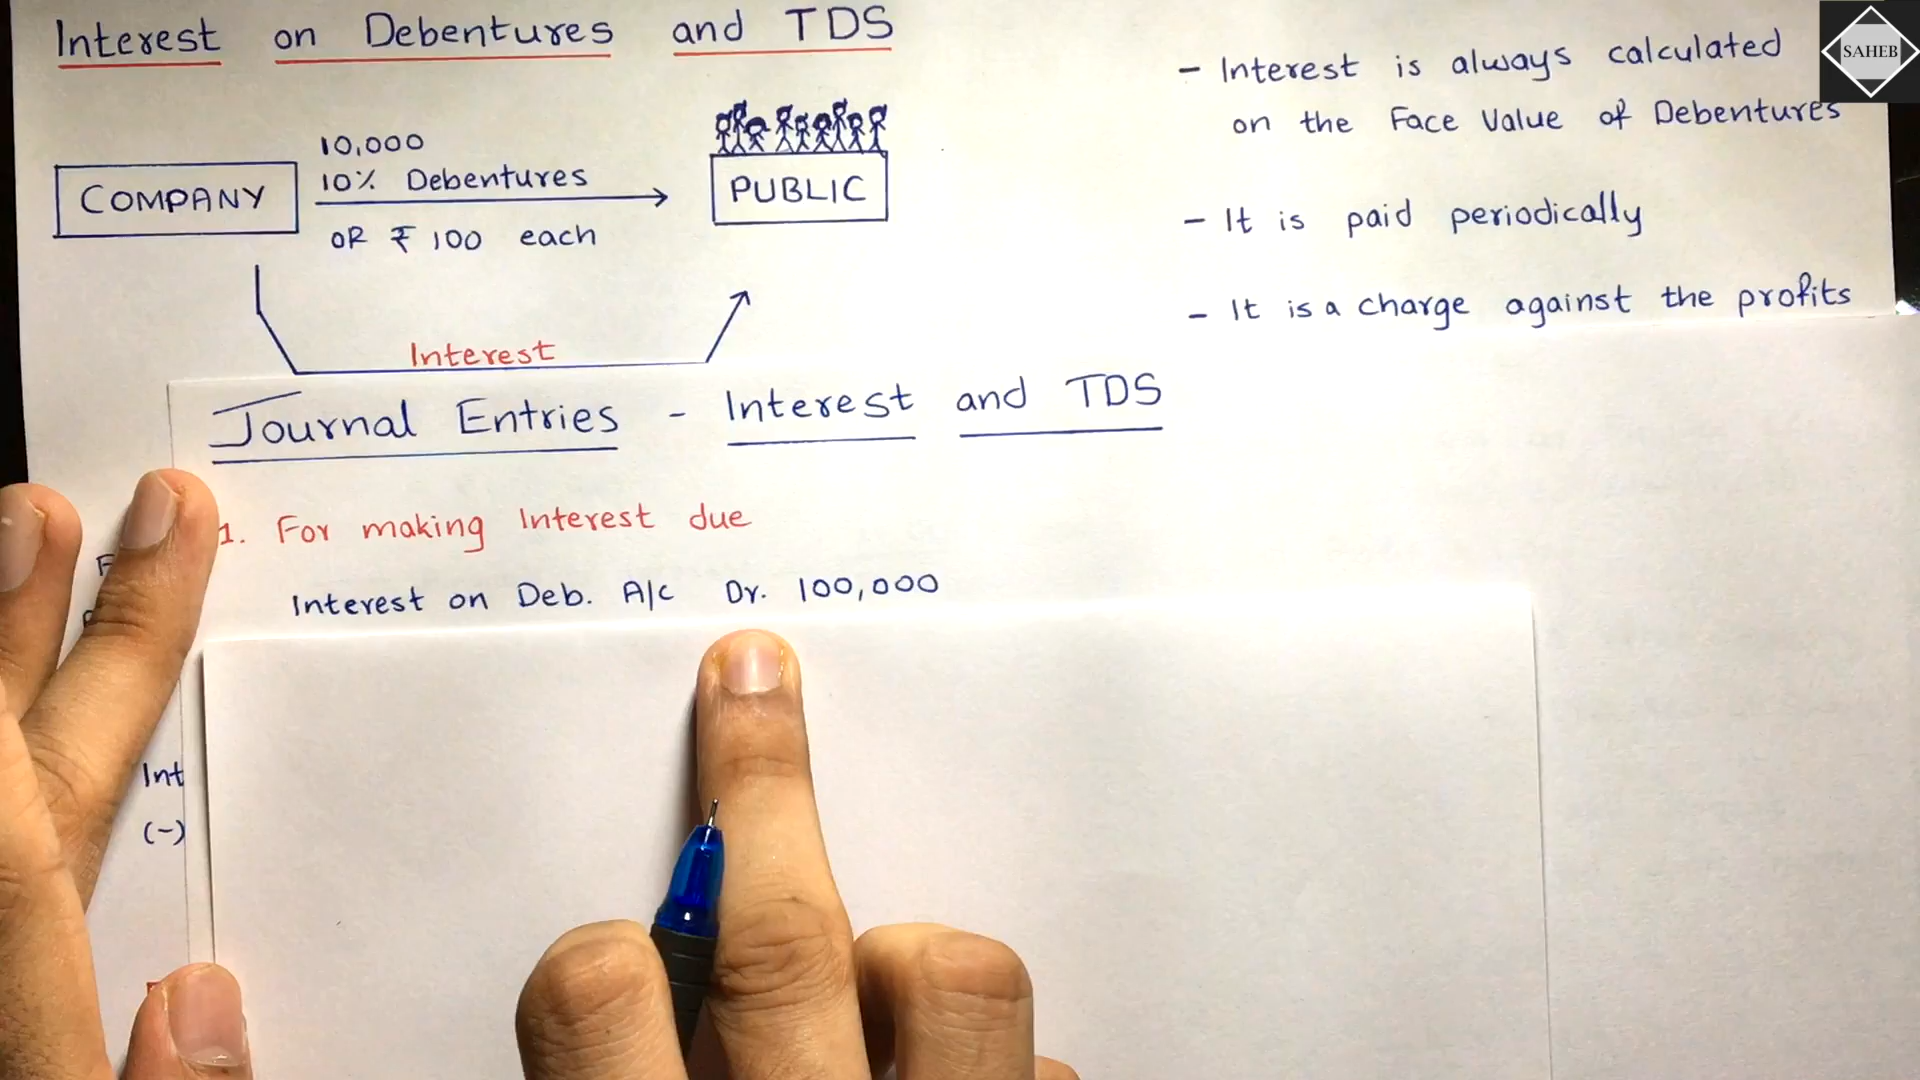 Interest on Debentures and TDS
SAHEB
- Interest is always calculated
on the Face Value of Debentures
10,000
10% Debentures
COMPANY
PUBLIC
OR ₹ 100 each
- It is paid periodically
- It is a charge against the profits
Interest
Journal Entries - Interest and TDS
1. For making Interest due
Interest on Deb. A/c Dr. 100,000
Int
(-)